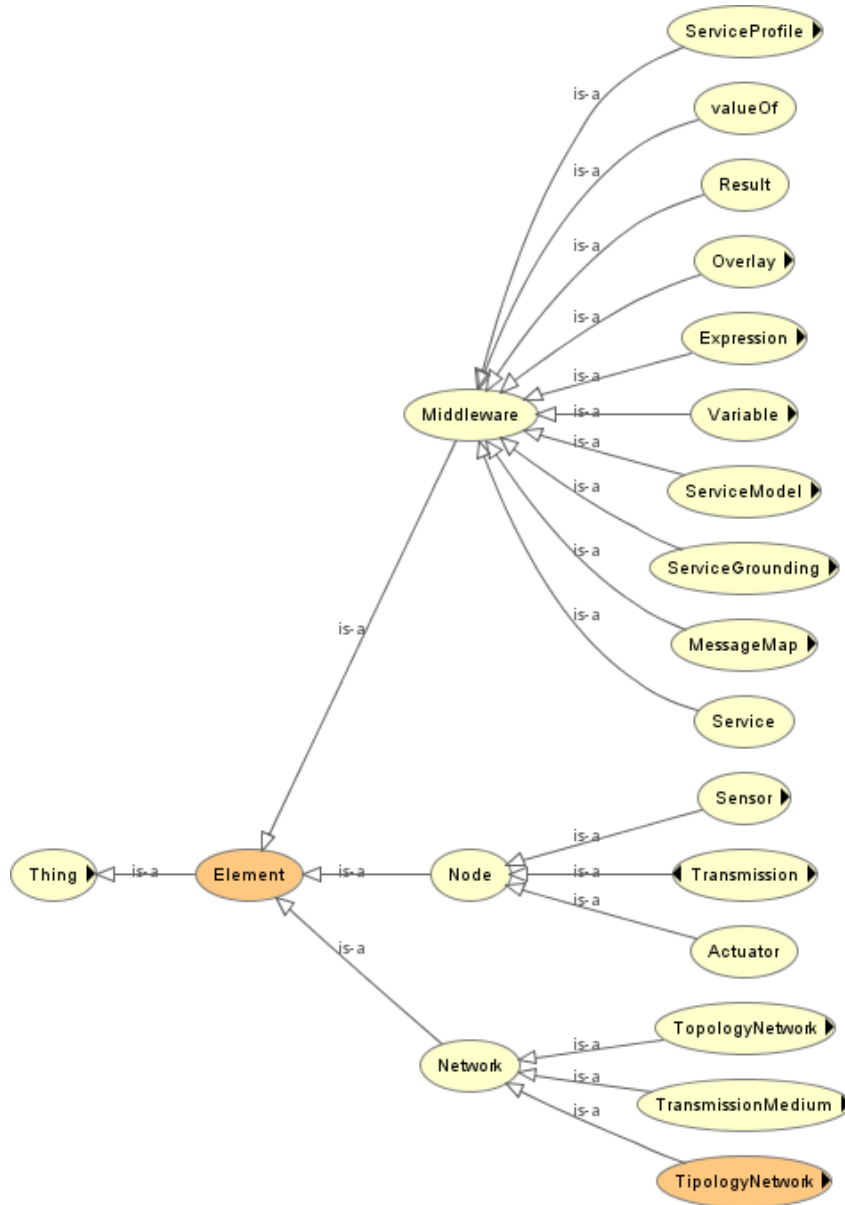 ServiceProfile
is-a
valueOf
is-a
Result
is-a
Overlay
is-a
Expression
is-a
Middleware
is-a
Variable
is-a
ServiceModel
is-a
ServiceGrounding
is-a
MessageMap
is-a
is-a
Service
Sensor
is-a
Thing
is-a
Element
is-a
Node
is-a
Transmission
is-a
Actuator
is-a
TopologyNetwork
is-a
Network
is-a
TransmissionMedium
is-a
TipologyNetwork